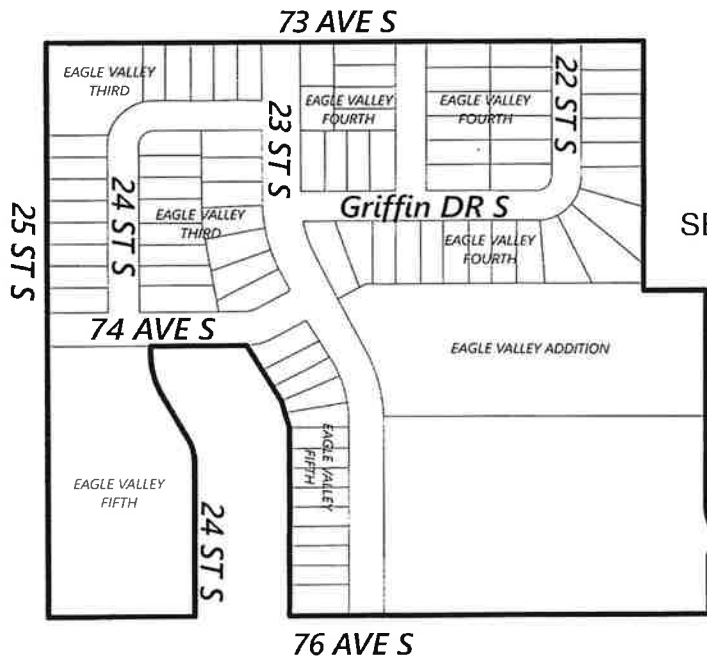 73 AVE S
EAGLE VALLEY
THIRD
EAGLE VALLEY
FOURTH
EAGLE VALLEY
FOURTH
22 ST S
23 ST S
24 ST S
25 ST S
EAGLE VALLEY
THIRD
Griffin DR S
SE
EAGLE VALLEY
FOURTH
74 AVE S
EAGLE VALLEY ADDITION
EAGLE VALLEY
FIFTH
EAGLE VALLEY
FIFTH
24 ST S
76 AVE S